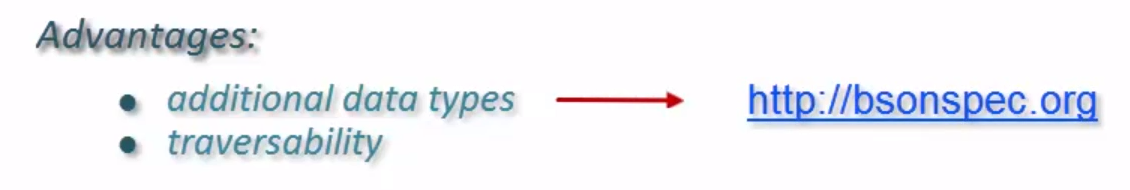 Advantages:
● additional data types → http://bsonspec.org
● traversability